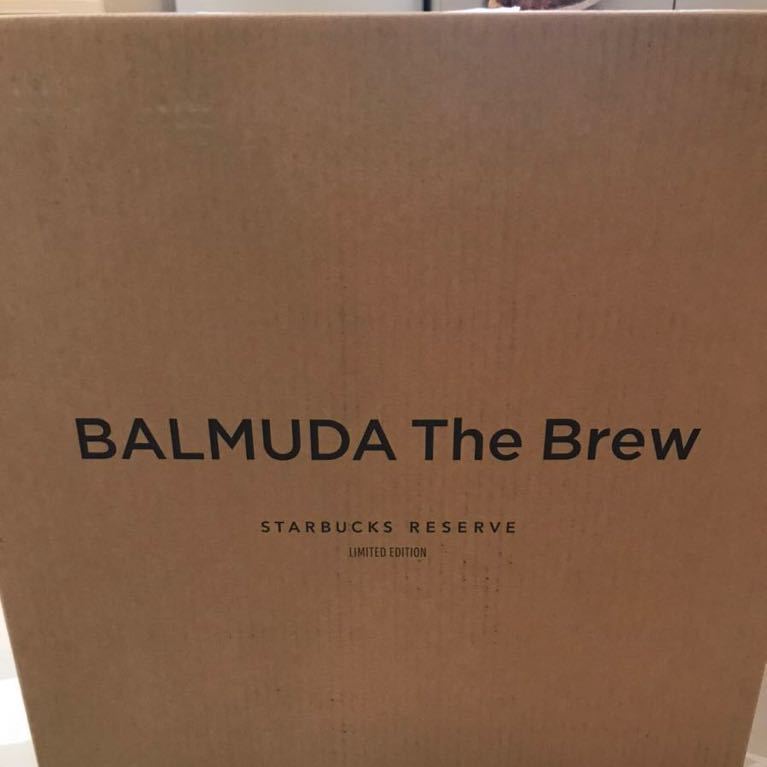 BALMUDA The Brew
STARBUCKS RESERVE
LIMITED EDITION